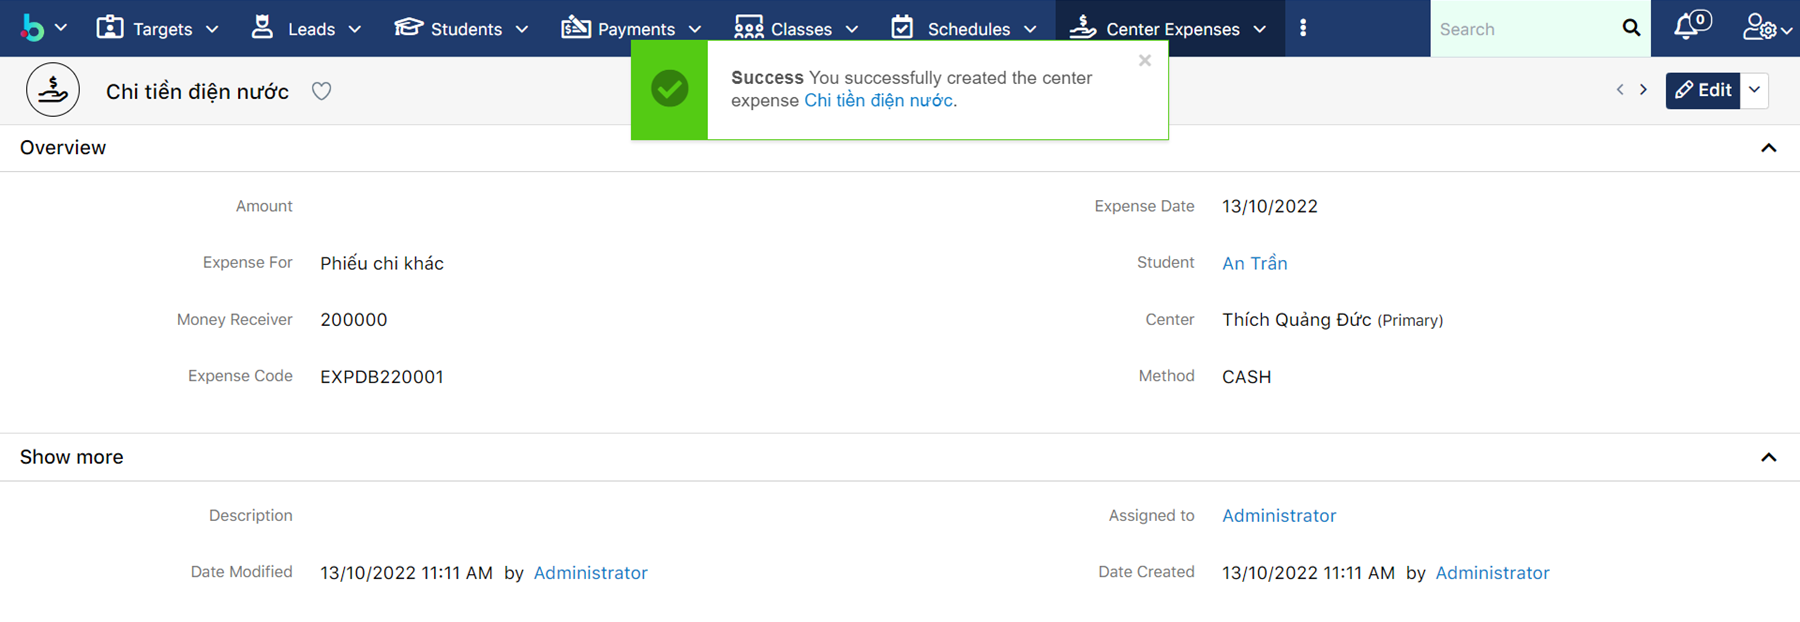 Targets Leads Students Payments Classes Schedules Center Expenses Search 0
Chi tiền điện nước Edit
Success You successfully created the center
expense Chi tiền điện nước.
Overview
Amount Expense Date 13/10/2022
Expense For Phiếu chi khác Student An Trần
Money Receiver 200000 Center Thích Quảng Đức (Primary)
Expense Code EXPDB220001 Method CASH
Show more
Description Assigned to Administrator
Date Modified 13/10/2022 11:11 AM by Administrator Date Created 13/10/2022 11:11 AM by Administrator